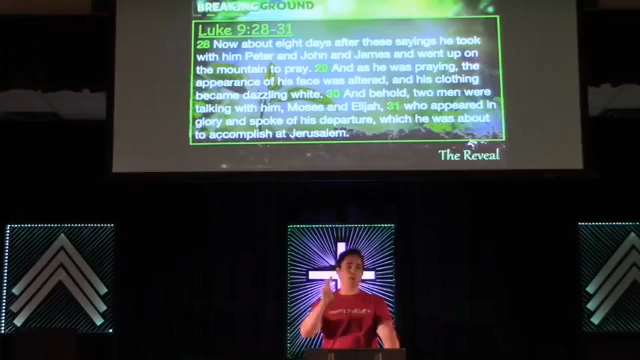 BREAKING GROUND
Luke 9:28-31
28 Now about eight days after these sayings he took
with him Peter and John and James and went up on
the mountain to pray. 29 And as he was praying, the
appearance of his face was altered, and his clothing
became dazzling white. 30 And behold, two men were
talking with him, Moses and Elijah, 31 who appeared in
glory and spoke of his departure, which he was about
to accomplish at Jerusalem.
The Reveal